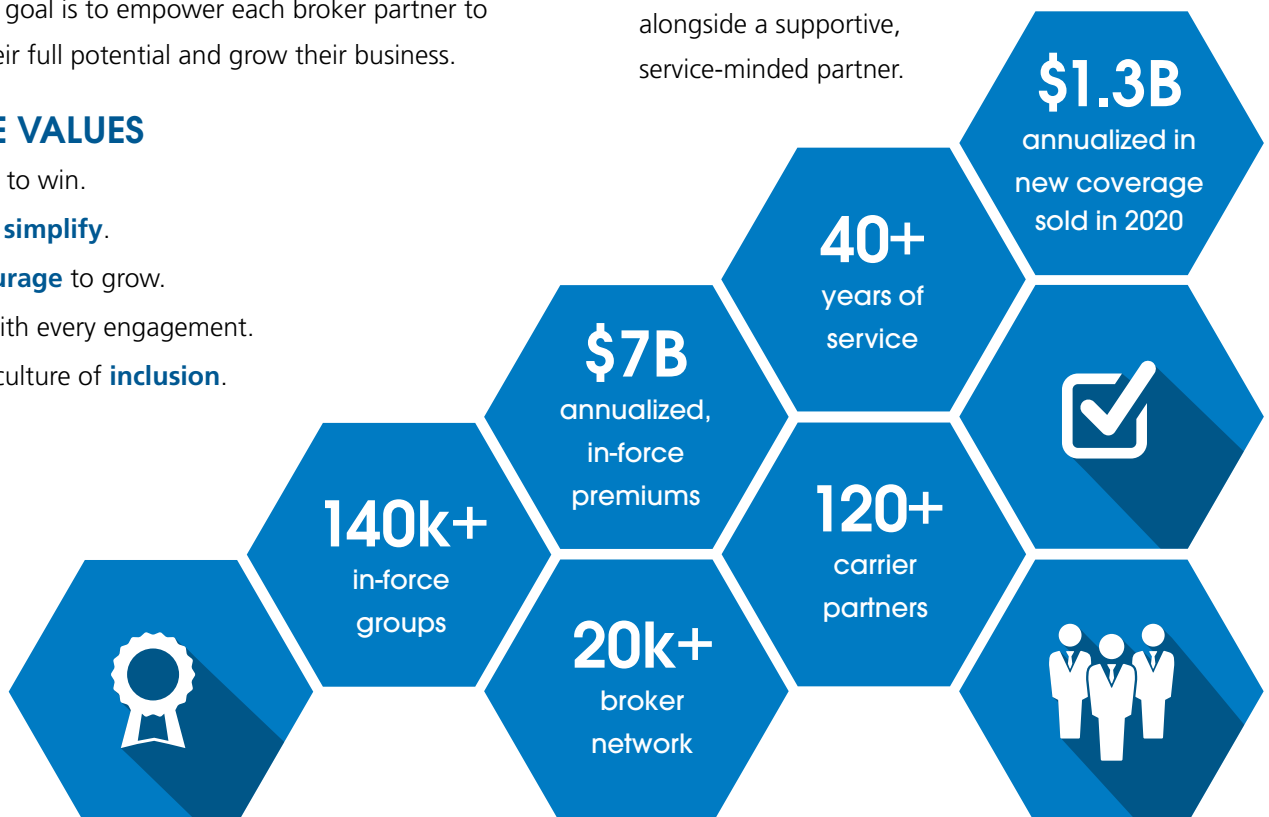 goal is to empower each broker partner to
eir full potential and grow their business.
E VALUES
to win.
simplify.
urage to grow.
ith every engagement.
culture of inclusion.
alongside a supportive,
service-minded partner.
$1.3B
annualized in
new coverage
sold in 2020
40+
years of
service
$7B
annualized,
in-force
premiums
140k+
in-force
groups
120+
carrier
partners
20k+
broker
network